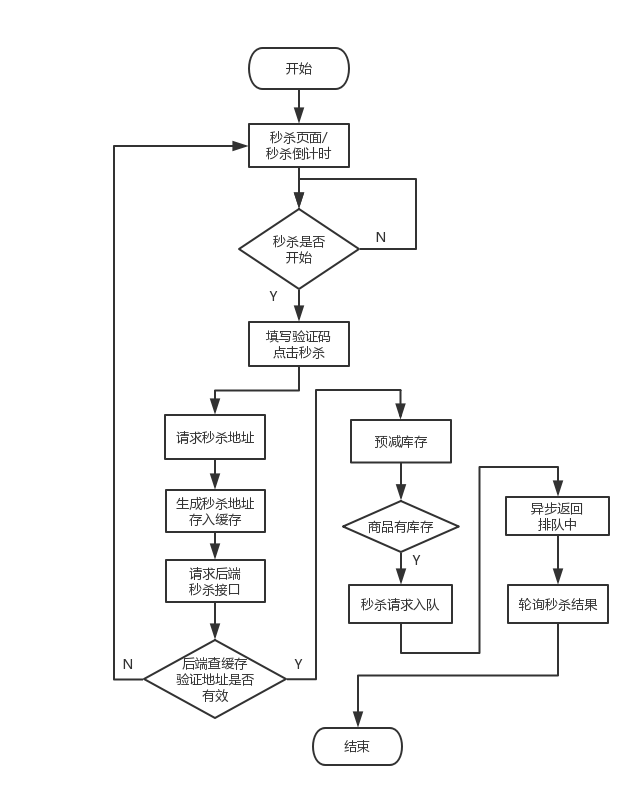 开始
秒杀页面/
秒杀倒计时
秒杀是否
开始
N
Y
填写验证码
点击秒杀
请求秒杀地址
生成秒杀地址
存入缓存
请求后端
秒杀接口
后端查缓存
验证地址是否
有效
N
Y
预减库存
商品有库存
Y
秒杀请求入队
异步返回
排队中
轮询秒杀结果
结束